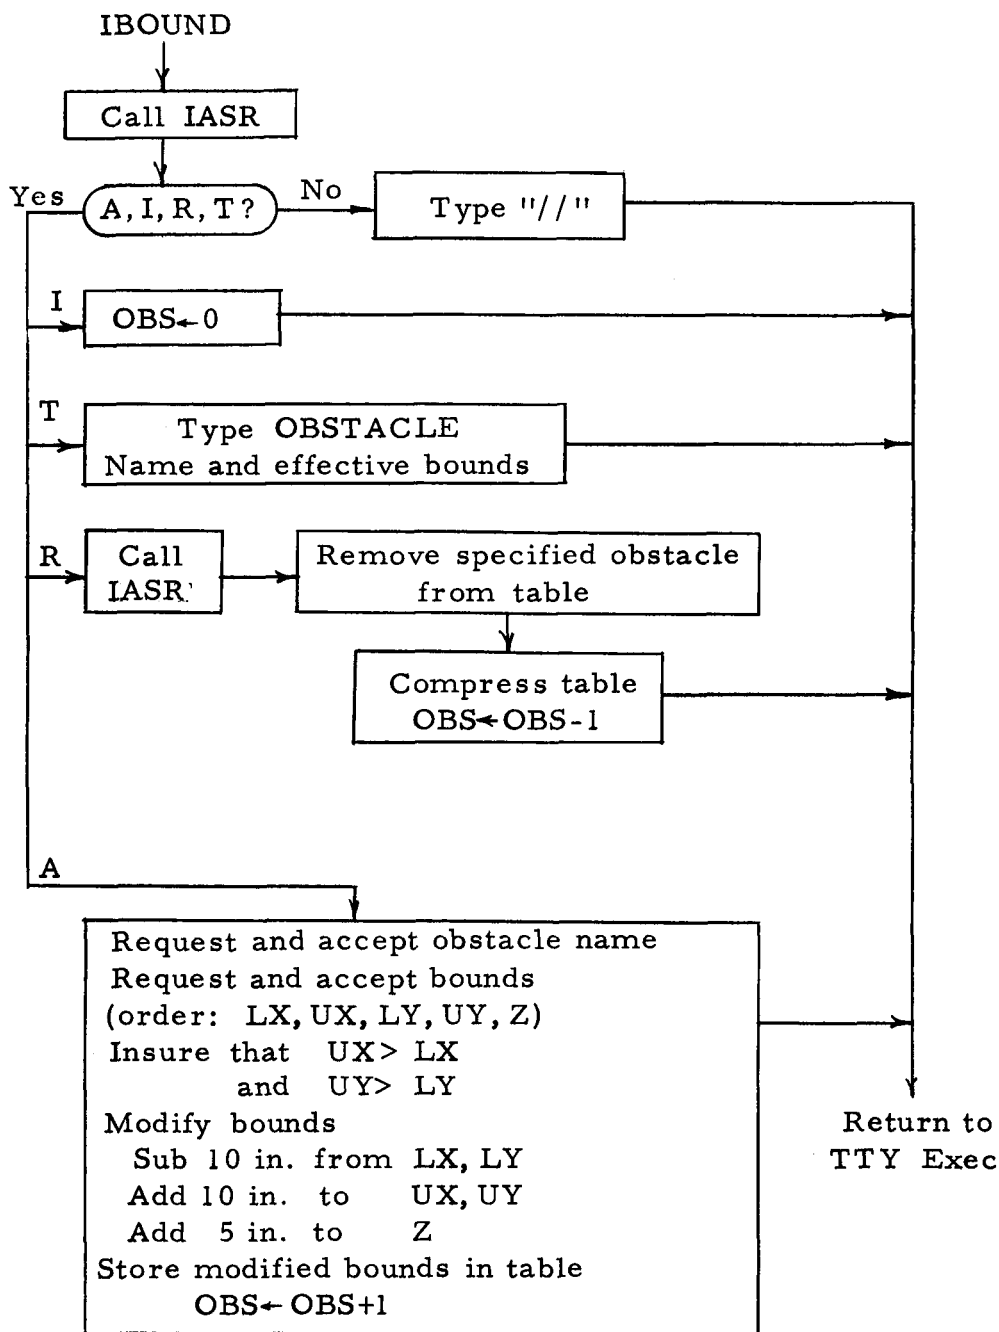 IBOUND
Call IASR
Yes
A, I, R, T?
No
Type "//"
I
OBS←0
T
Type OBSTACLE
Name and effective bounds
R
Call
IASR
Remove specified obstacle
from table
Compress table
OBS←OBS-1
A
Request and accept obstacle name
Request and accept bounds
(order: LX, UX, LY, UY, Z)
Insure that UX> LX
and UY> LY
Modify bounds
Sub 10 in. from LX, LY
Add 10 in. to UX, UY
Add 5 in. to Z
Store modified bounds in table
OBS←OBS+1
Return to
TTY Exec